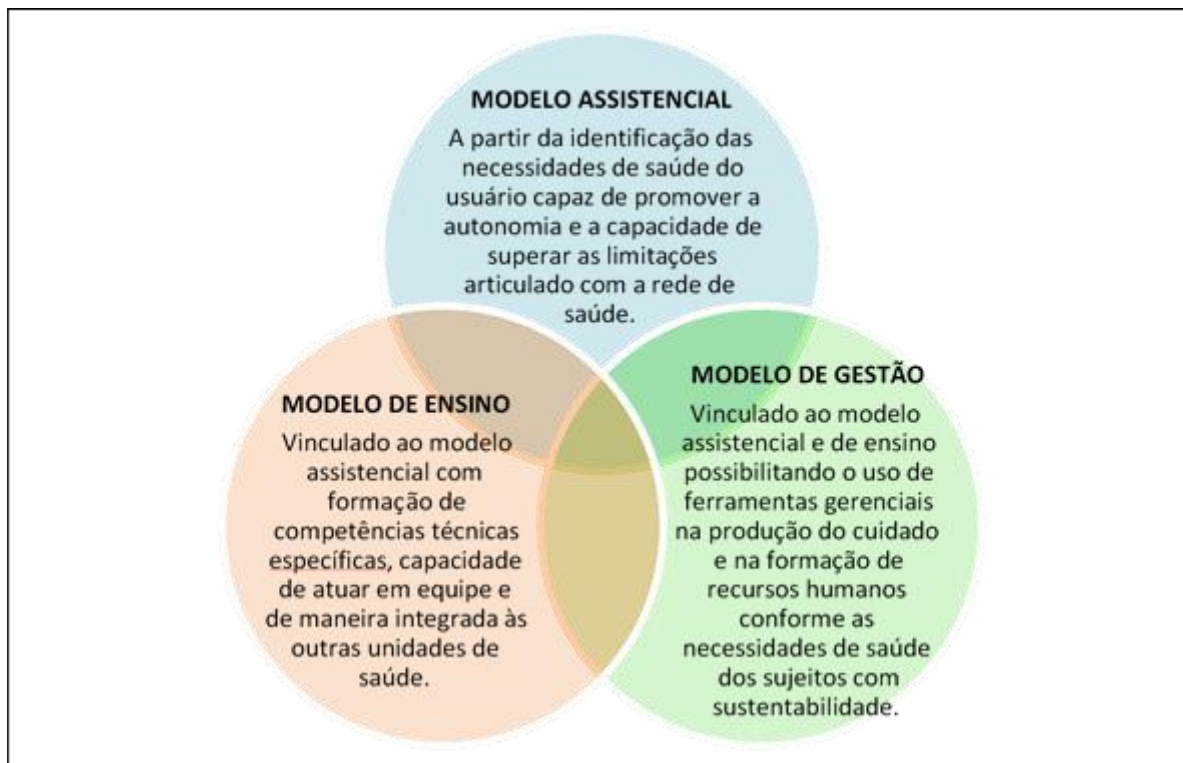 MODELO ASSISTENCIAL
A partir da identificação das
necessidades de saúde do
usuário capaz de promover a
autonomia e a capacidade de
superar as limitações
articulado com a rede de
saúde.
MODELO DE ENSINO
Vinculado ao modelo
assistencial com
formação de
competências técnicas
específicas, capacidade
de atuar em equipe e
de maneira integrada às
outras unidades de
saúde.
MODELO DE GESTÃO
Vinculado ao modelo
assistencial e de ensino
possibilitando o uso de
ferramentas gerenciais
na produção do cuidado
e na formação de
recursos humanos
conforme as
necessidades de saúde
dos sujeitos com
sustentabilidade.